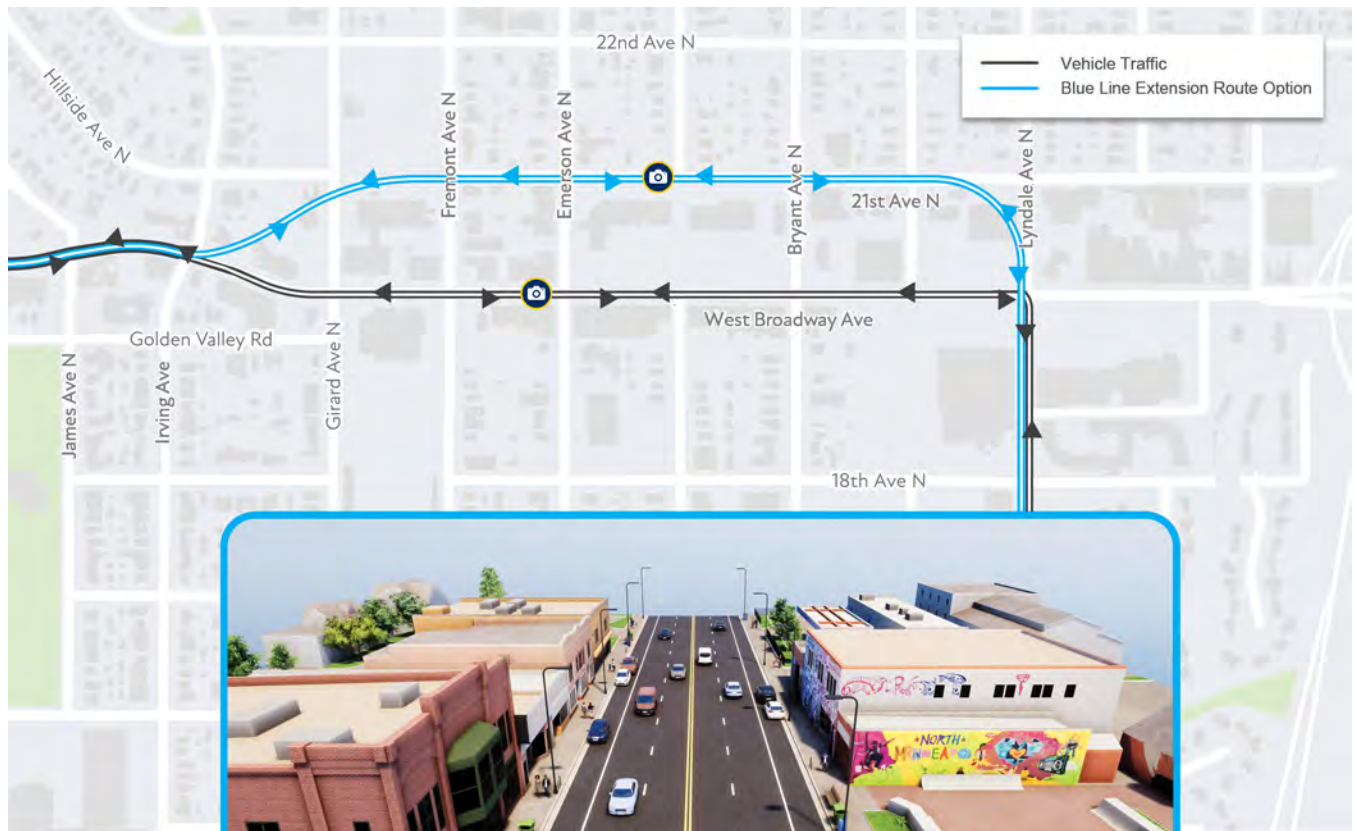 22nd Ave N
Vehicle Traffic
Blue Line Extension Route Option
Hillside Ave N
Fremont Ave N
Emerson Ave N
Bryant Ave N
Lyndale Ave N
21st Ave N
West Broadway Ave
Golden Valley Rd
James Ave N
Irving Ave
Girard Ave N
18th Ave N
NORTH
MINNEAPOLIS